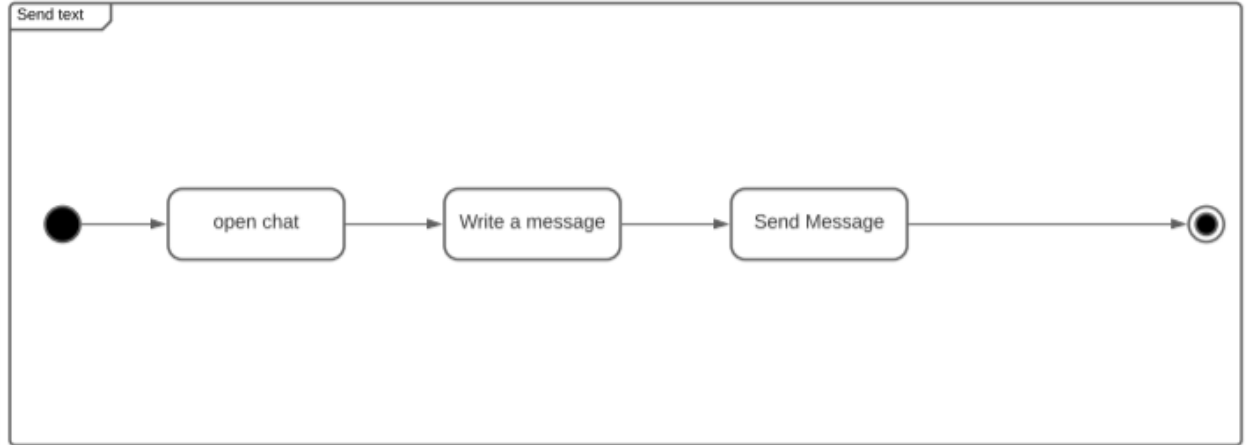 Send text
open chat
Write a message
Send Message